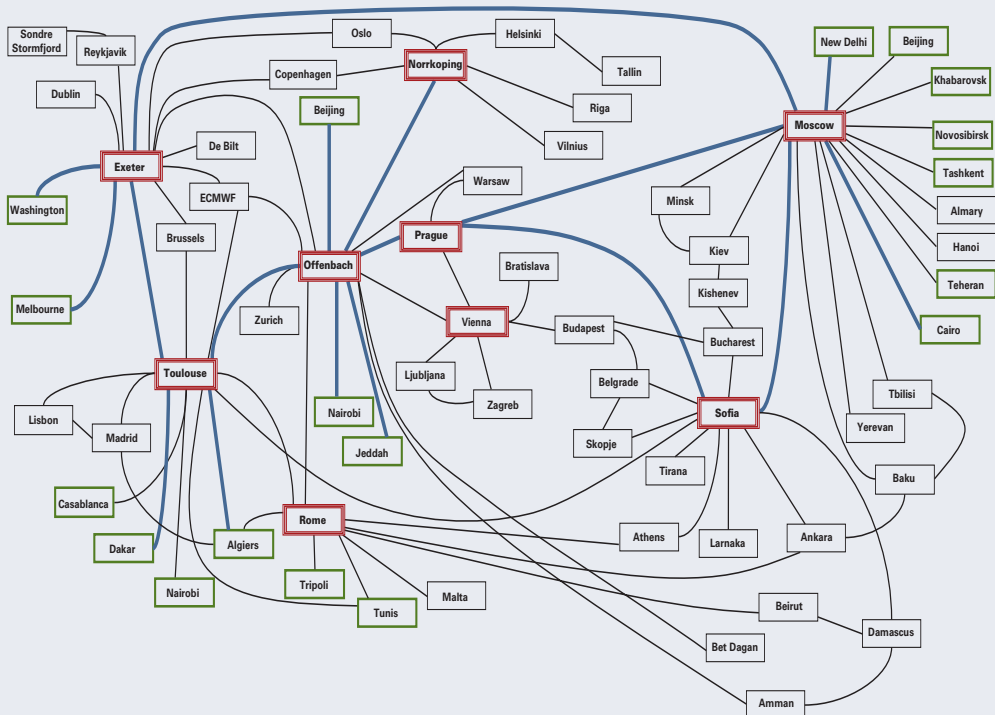 Sondre
Stormfjord
Reykjavik
Oslo
Helsinki
New Delhi
Beijing
Norrkoping
Copenhagen
Tallin
Khabarovsk
Dublin
Beijing
Riga
Moscow
Novosibirsk
De Bilt
Vilnius
Exeter
Tashkent
Warsaw
ECMWF
Washington
Minsk
Almary
Brussels
Prague
Kiev
Hanoi
Offenbach
Bratislava
Kishenev
Teheran
Melbourne
Zurich
Vienna
Budapest
Bucharest
Cairo
Toulouse
Ljubljana
Belgrade
Tbilisi
Zagreb
Lisbon
Nairobi
Sofia
Madrid
Skopje
Yerevan
Jeddah
Tirana
Baku
Casablanca
Rome
Dakar
Algiers
Athens
Larnaka
Ankara
Nairobi
Tripoli
Tunis
Malta
Beirut
Damascus
Bet Dagan
Amman